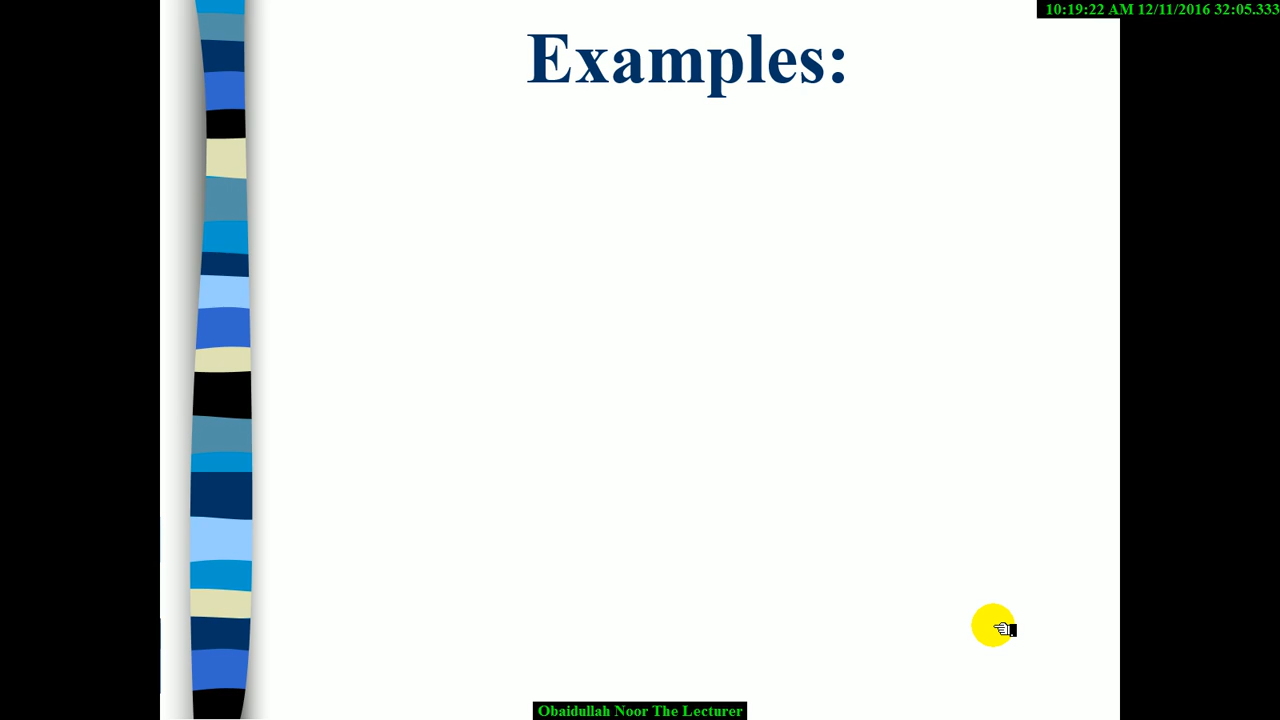 10:19:22 AM 12/11/2016 32:05.333
Examples:
Obaidullah Noor The Lecturer